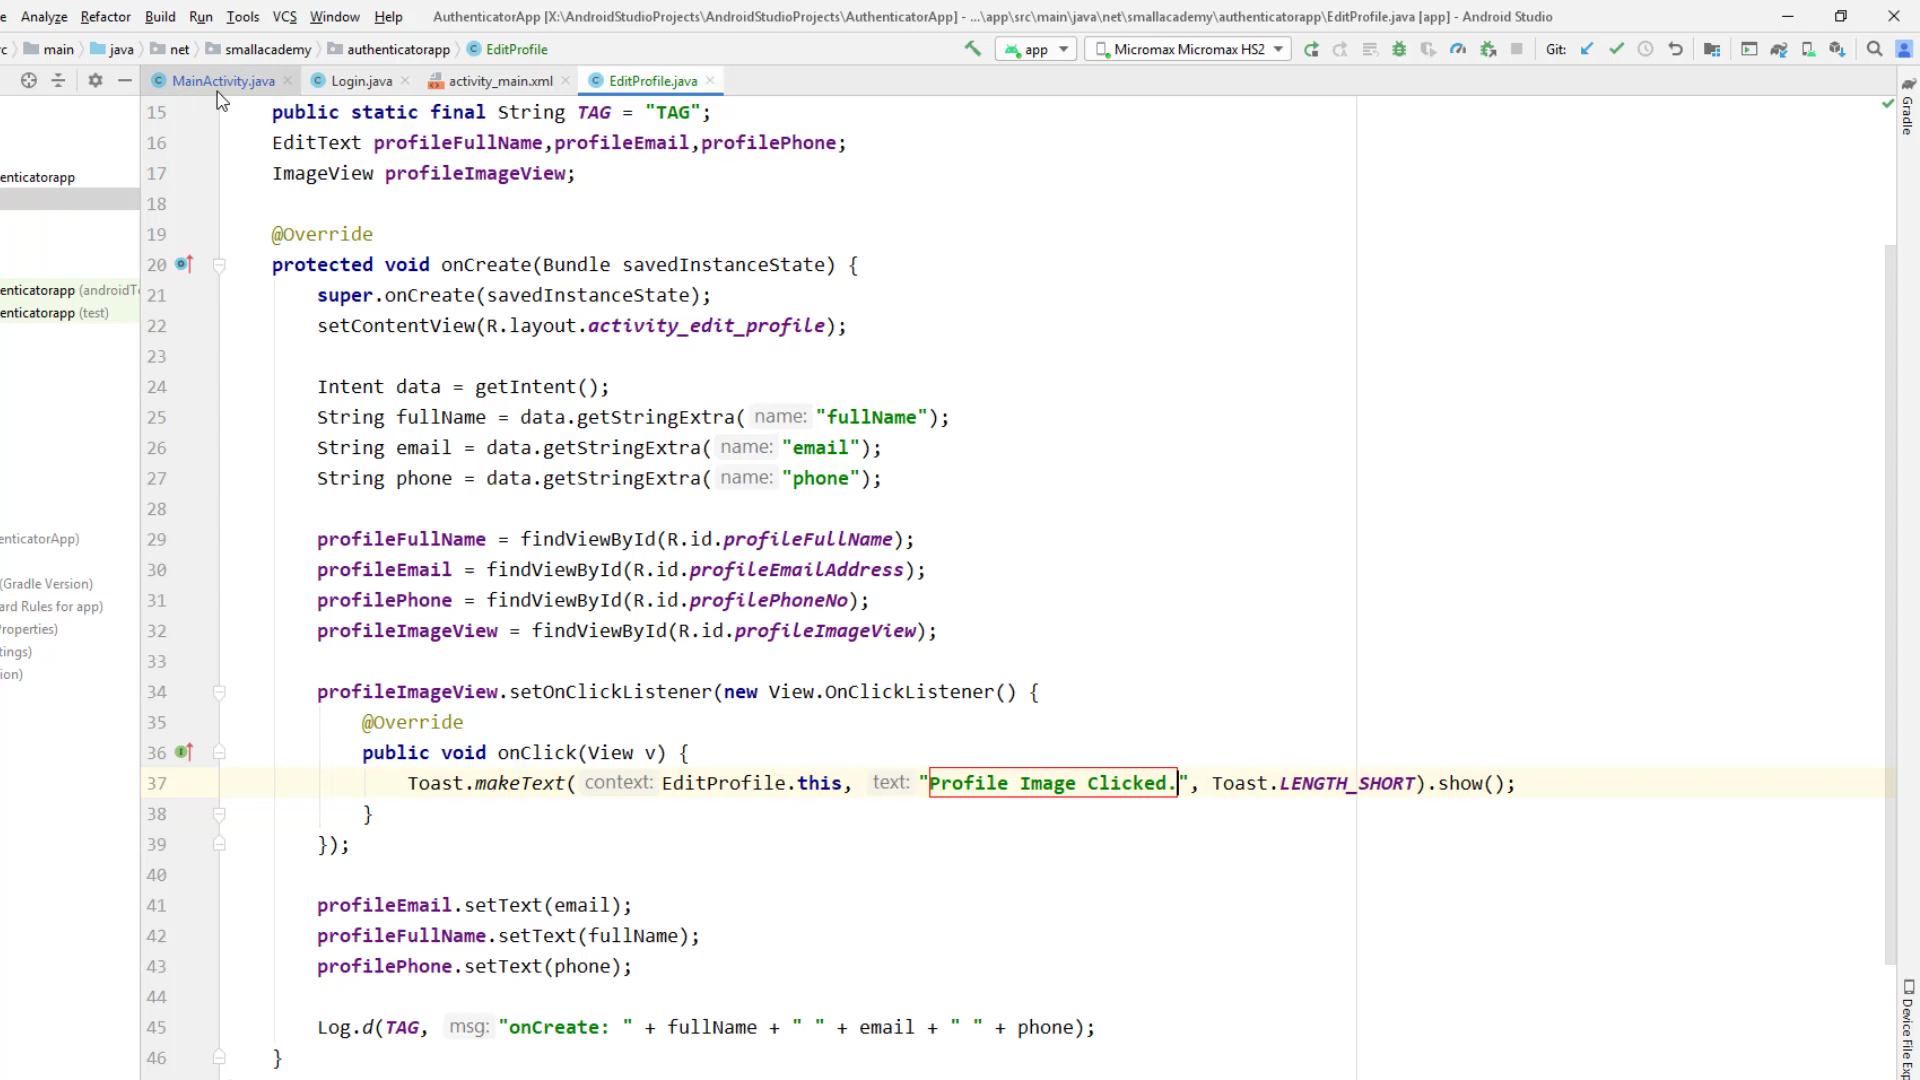 Analyze Refactor Build Run Tools VCS Window Help AuthenticatorApp [X:\AndroidStudioProjects\AndroidStudioProjects\AuthenticatorApp] - ...\app\src\main\java\net\smallacademy\authenticatorapp\EditProfile.java [app] - Android Studio
rc main java net smallacademy authenticatorapp EditProfile app Micromax Micromax HS2 Git:
MainActivity.java Login.java activity_main.xml EditProfile.java
Gradle
enticatorapp
enticatorapp (androidTe
enticatorapp (test)
enticatorApp)
(Gradle Version)
ard Rules for app)
Properties)
tings)
ion)
15 public static final String TAG = "TAG";
16 EditText profileFullName,profileEmail,profilePhone;
17 ImageView profileImageView;
18
19 @Override
20 protected void onCreate(Bundle savedInstanceState) {
21 super.onCreate(savedInstanceState);
22 setContentView(R.layout.activity_edit_profile);
23
24 Intent data = getIntent();
25 String fullName = data.getStringExtra( name: "fullName");
26 String email = data.getStringExtra( name: "email");
27 String phone = data.getStringExtra( name: "phone");
28
29 profileFullName = findViewById(R.id.profileFullName);
30 profileEmail = findViewById(R.id.profileEmailAddress);
31 profilePhone = findViewById(R.id.profilePhoneNo);
32 profileImageView = findViewById(R.id.profileImageView);
33
34 profileImageView.setOnClickListener(new View.OnClickListener() {
35 @Override
36 public void onClick(View v) {
37 Toast.makeText( context: EditProfile.this, text: "Profile Image Clicked.", Toast.LENGTH_SHORT).show();
38 }
39 });
40
41 profileEmail.setText(email);
42 profileFullName.setText(fullName);
43 profilePhone.setText(phone);
44
45 Log.d(TAG, msg: "onCreate: " + fullName + " " + email + " " + phone);
46 }
Device File Exp